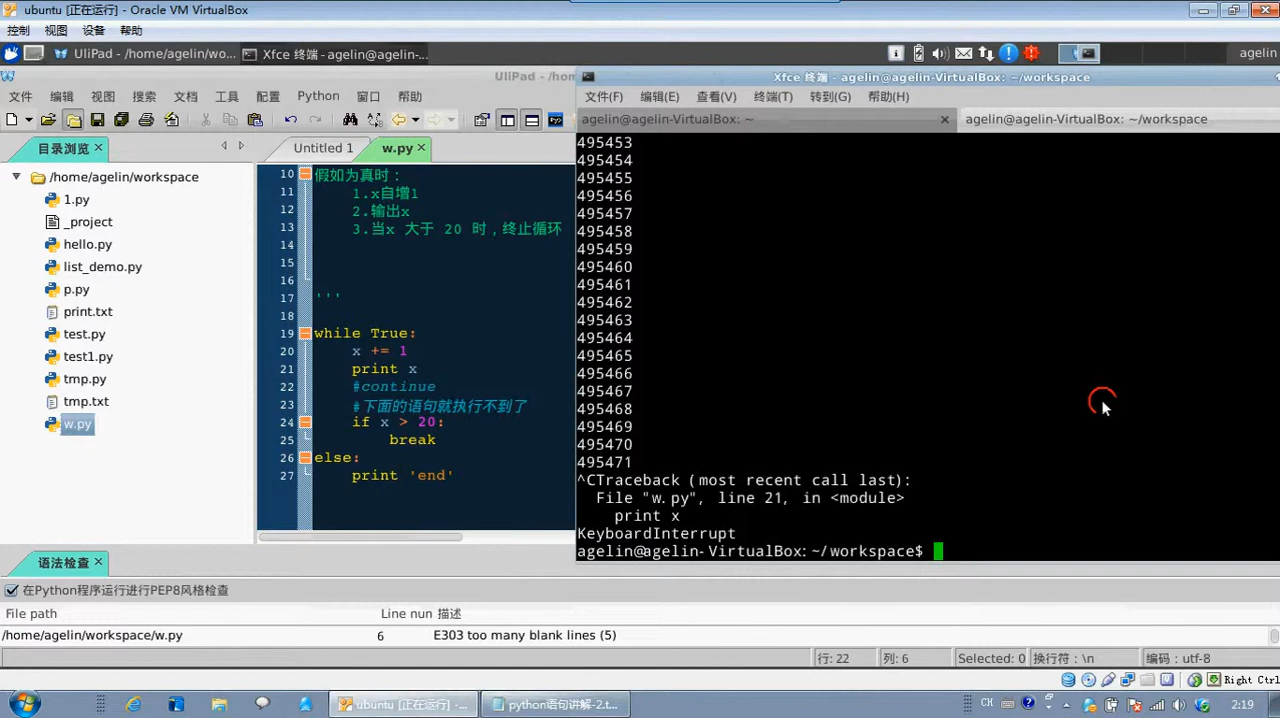 ubuntu [正在运行] - Oracle VM VirtualBox
控制 视图 设备 帮助
UliPad - /home/agelin/wo... Xfce 终端 - agelin@agelin-... agelin
UliPad - /hom
Xfce 终端 - agelin@agelin-VirtualBox: ~/workspace
文件 编辑 视图 搜索 文档 工具 配置 Python 窗口 帮助
文件(F) 编辑(E) 查看(V) 终端(T) 转到(G) 帮助(H)
agelin@agelin-VirtualBox: ~ agelin@agelin-VirtualBox: ~/workspace
目录浏览
Untitled 1 w.py
/home/agelin/workspace
1.py
_project
hello.py
list_demo.py
p.py
print.txt
test.py
test1.py
tmp.py
tmp.txt
w.py
10 假如为真时：
11 1.x自增1
12 2.输出x
13 3.当x 大于 20 时，终止循环
14
15
16
17 '''
18
19 while True:
20 x += 1
21 print x
22 #continue
23 #下面的语句就执行不到了
24 if x > 20:
25 break
26 else:
27 print 'end'
495453
495454
495455
495456
495457
495458
495459
495460
495461
495462
495463
495464
495465
495466
495467
495468
495469
495470
495471
^CTraceback (most recent call last):
File "w.py", line 21, in <module>
print x
KeyboardInterrupt
agelin@agelin-VirtualBox:~/workspace$
语法检查
在Python程序运行进行PEP8风格检查
File path Line nun 描述
/home/agelin/workspace/w.py 6 E303 too many blank lines (5)
行: 22 列: 6 Selected: 0 换行符：\n 编码: utf-8
Right Ctrl
ubuntu [正在运行] -... python语句讲解-2.t... CH 2:19